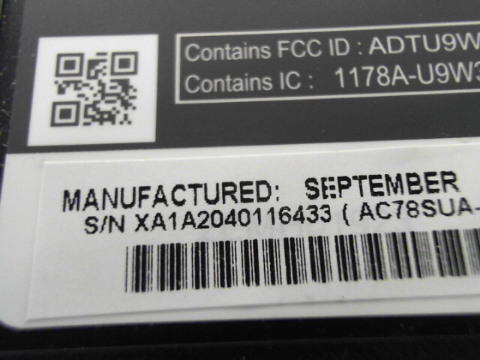 Contains FCC ID : ADTU9W
Contains IC : 1178A-U9W3
MANUFACTURED: SEPTEMBER
S/N XA1A2040116433 ( AC78SUA-